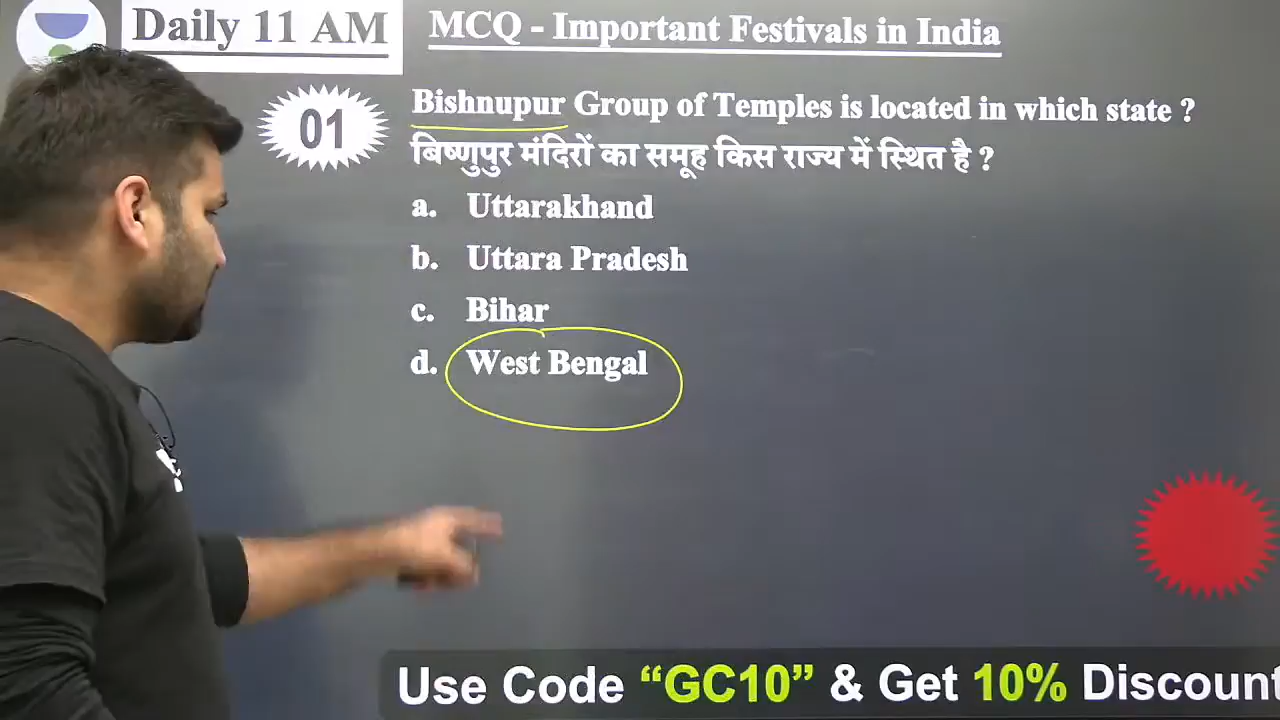 Daily 11 AM
MCQ - Important Festivals in India
01
Bishnupur Group of Temples is located in which state ?
बिष्णुपुर मंदिरों का समूह किस राज्य में स्थित है ?
a. Uttarakhand
b. Uttara Pradesh
c. Bihar
d. West Bengal
Use Code “GC10” & Get 10% Discount